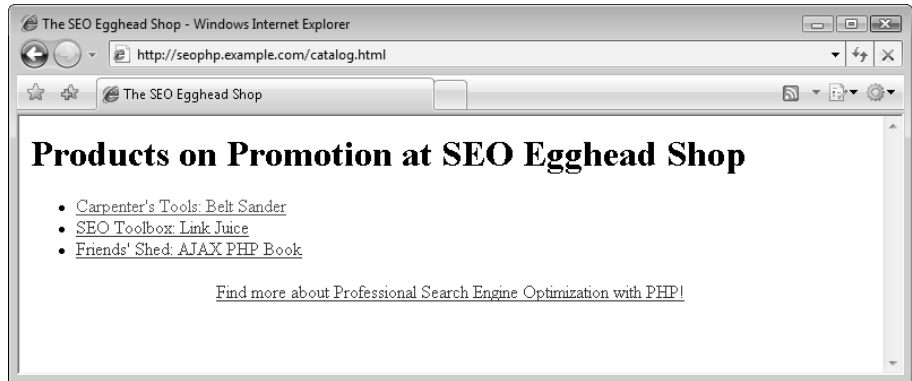 The SEO Egghead Shop - Windows Internet Explorer
http://seophp.example.com/catalog.html
The SEO Egghead Shop
Products on Promotion at SEO Egghead Shop
• Carpenter's Tools: Belt Sander
• SEO Toolbox: Link Juice
• Friends' Shed: AJAX PHP Book
Find more about Professional Search Engine Optimization with PHP!